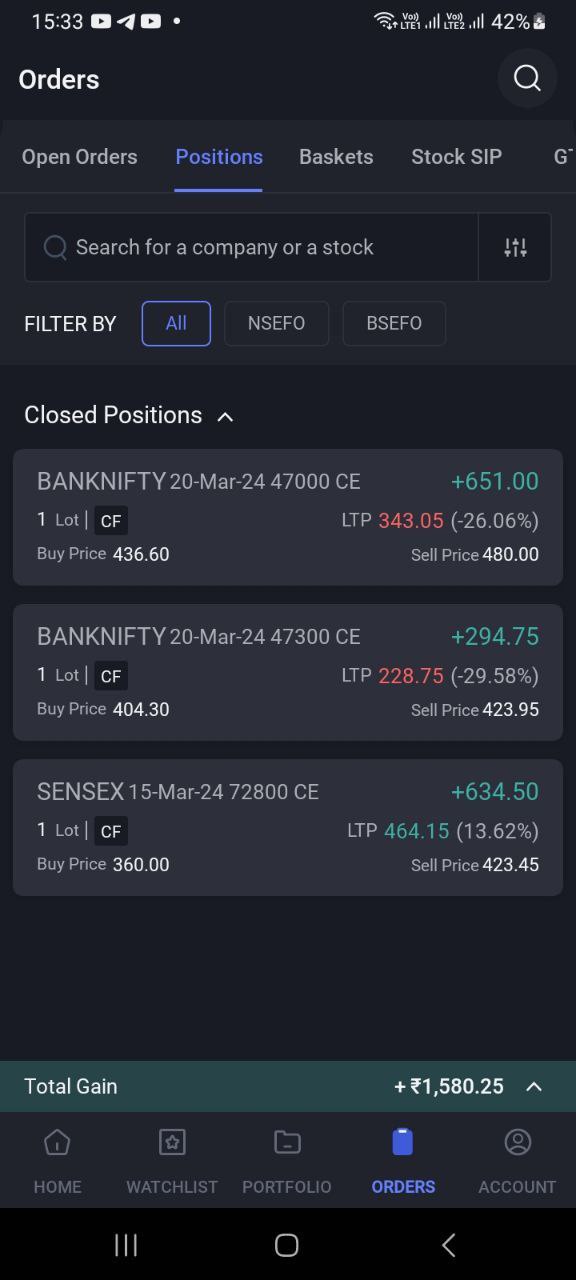 15:33 Vo)) LTE1 Vo)) LTE2 42%
Orders
Open Orders Positions Baskets Stock SIP
Search for a company or a stock
FILTER BY All NSEFO BSEFO
Closed Positions
BANKNIFTY 20-Mar-24 47000 CE +651.00
1 Lot | CF LTP 343.05 (-26.06%)
Buy Price 436.60 Sell Price 480.00
BANKNIFTY 20-Mar-24 47300 CE +294.75
1 Lot | CF LTP 228.75 (-29.58%)
Buy Price 404.30 Sell Price 423.95
SENSEX 15-Mar-24 72800 CE +634.50
1 Lot | CF LTP 464.15 (13.62%)
Buy Price 360.00 Sell Price 423.45
Total Gain + ₹1,580.25
HOME WATCHLIST PORTFOLIO ORDERS ACCOUNT